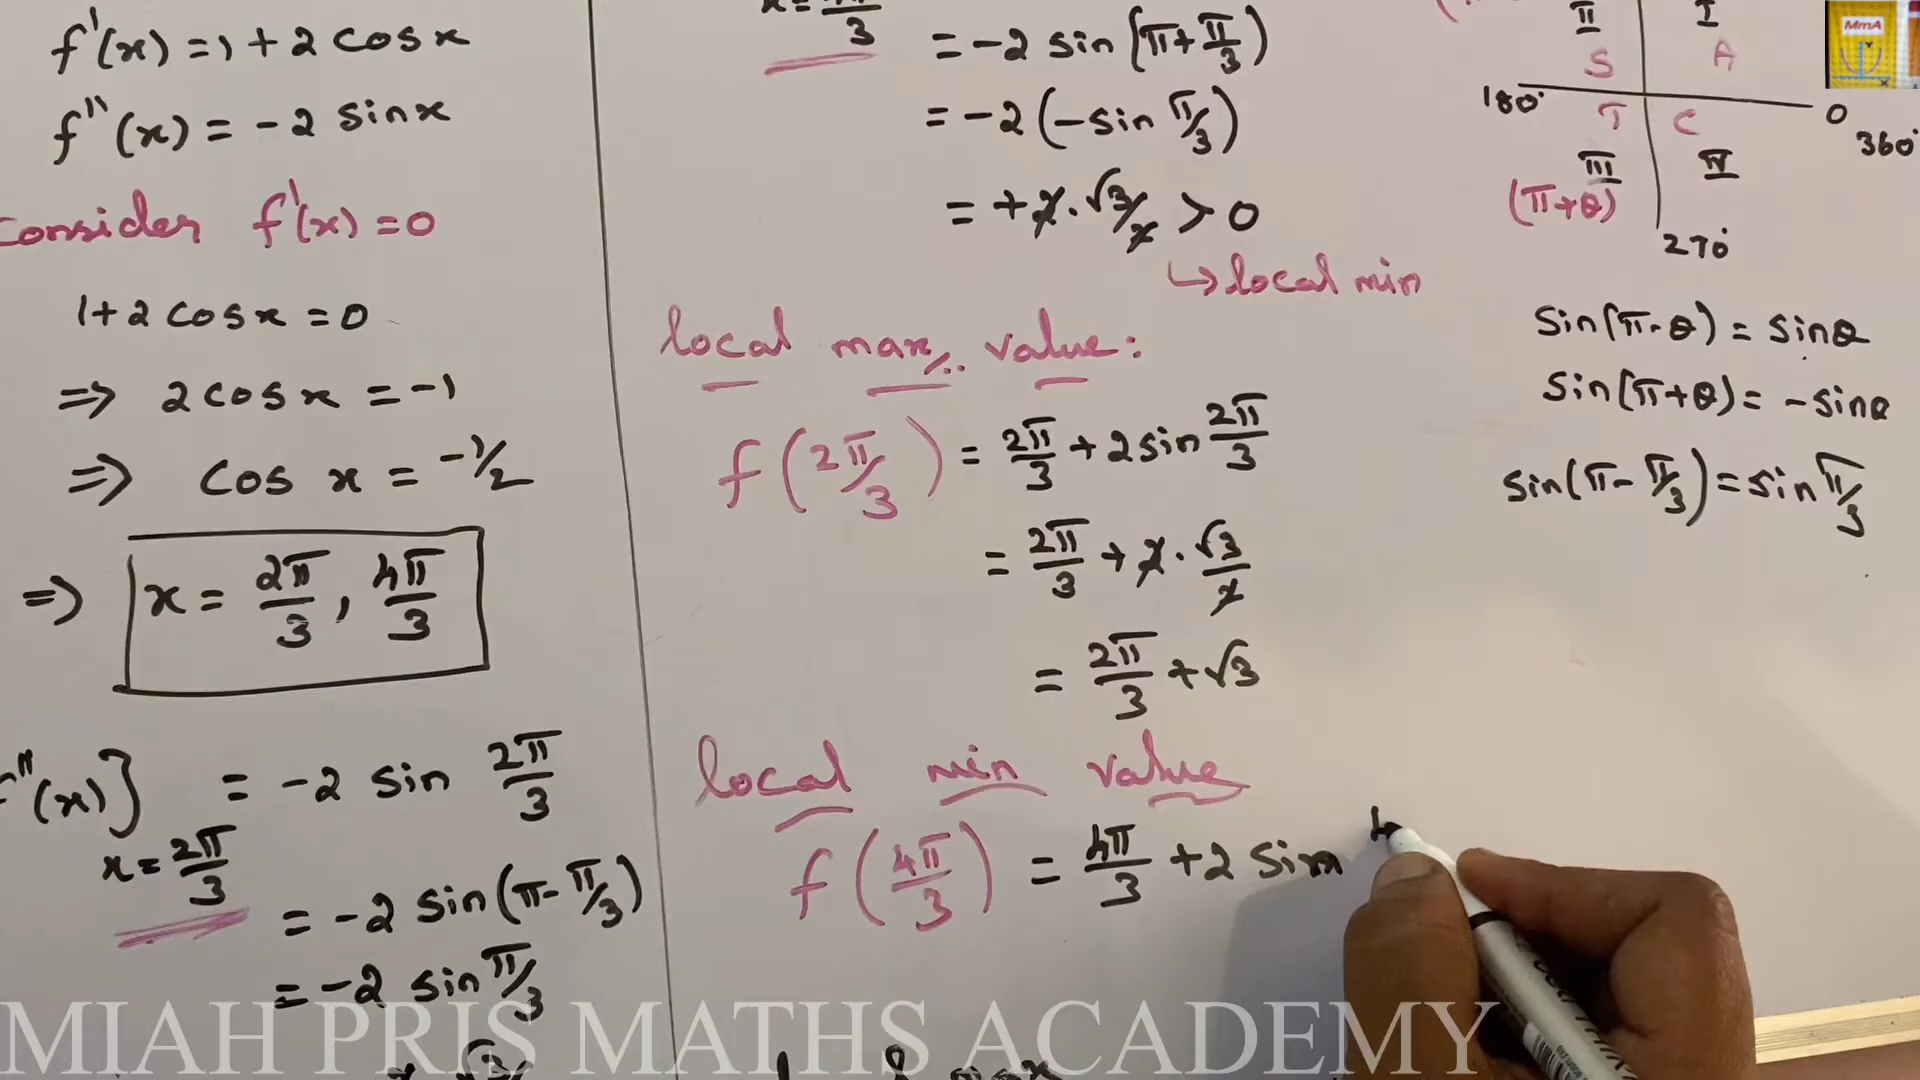 f'(x) = 1 + 2 cos x
f''(x) = -2 sin x
consider f'(x) = 0
1 + 2 cos x = 0
⇒ 2 cos x = -1
⇒ cos x = -1/2
⇒ x = 2π/3, 4π/3
f''(x)] = -2 sin 2π/3
x = 2π/3
= -2 sin(π - π/3)
= -2 sin π/3
= -2 sin(π + π/3)
= -2(-sin π/3)
= +2 · √3/2 > 0
↳ local min
local max. value:
f(2π/3) = 2π/3 + 2 sin 2π/3
= 2π/3 + 2 · √3/2
= 2π/3 + √3
local min value
f(4π/3) = 4π/3 + 2 sin 4
II I
S A
180° 0
360°
T C
III IV
(π+θ)
270°
sin(π-θ) = sinθ
sin(π+θ) = -sinθ
sin(π - π/3) = sin π/3
MmA
MIAH PRIS MATHS ACADEMY